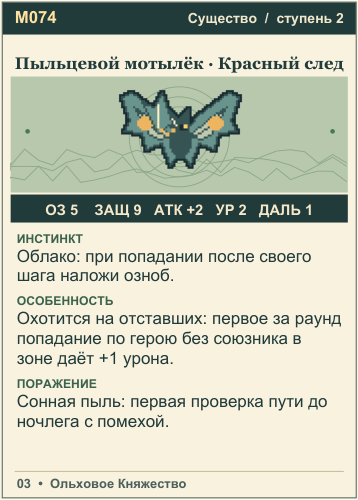 М074
Существо / ступень 2
Пыльцевой мотылёк · Красный след
ОЗ 5 ЗАЩ 9 АТК +2 УР 2 ДАЛЬ 1
ИНСТИНКТ
Облако: при попадании после своего
шага наложи озноб.
ОСОБЕННОСТЬ
Охотится на отставших: первое за раунд
попадание по герою без союзника в
зоне даёт +1 урона.
ПОРАЖЕНИЕ
Сонная пыль: первая проверка пути до
ночлега с помехой.
03 • Ольховое Княжество